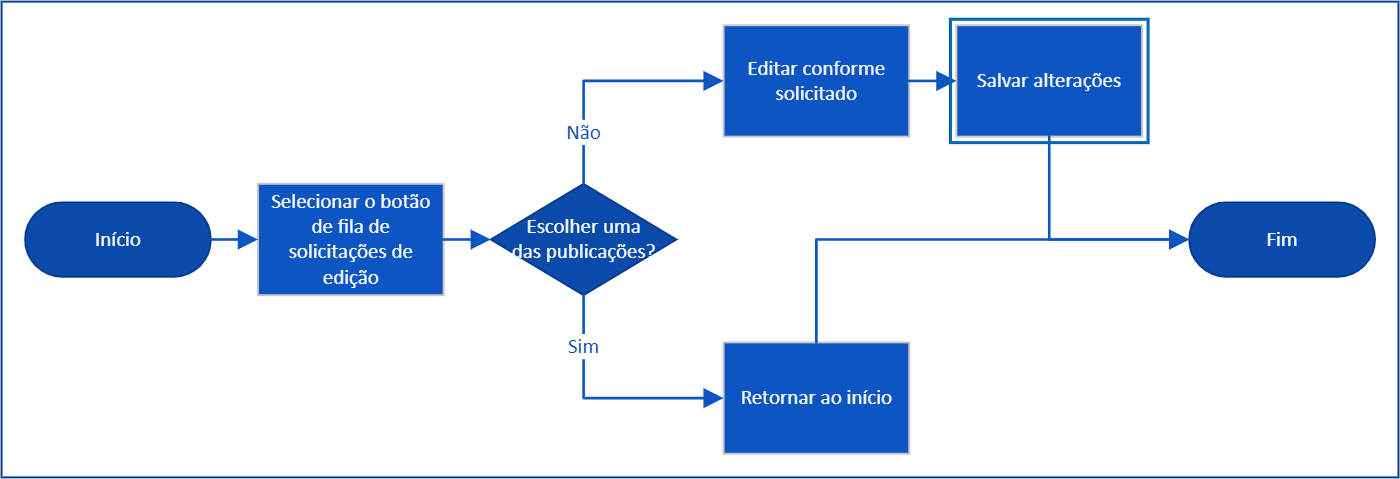 Início
Selecionar o botão
de fila de
solicitações de
edição
Escolher uma
das publicações?
Não
Editar conforme
solicitado
Salvar alterações
Sim
Retornar ao início
Fim